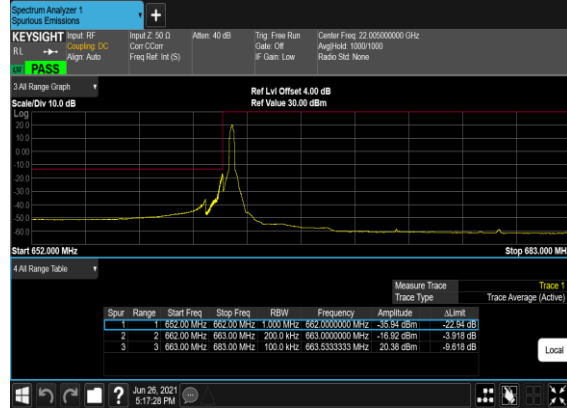 Spectrum Analyzer 1
Spurious Emissions
+
KEYSIGHT Input: RF Input Z: 50 Ω Atten: 40 dB Trig: Free Run Center Freq: 22.005000000 GHz
RL Coupling: DC Corr CCorr Gate: Off Avg|Hold: 1000/1000
Align: Auto Freq Ref: Int (S) IF Gain: Low Radio Std: None
PASS
3 All Range Graph
Ref Lvl Offset 4.00 dB
Scale/Div 10.0 dB Ref Value 30.00 dBm
Log
20.0
10.0
0.00
-10.0
-20.0
-30.0
-40.0
-50.0
-60.0
Start 652.000 MHz Stop 683.000 MH
4 All Range Table
Measure Trace Trace 1
Trace Type Trace Average (Active)
Spur Range Start Freq Stop Freq RBW Frequency Amplitude ΔLimit
1 1 652.00 MHz 662.00 MHz 1.000 MHz 662.0000000 MHz -35.94 dBm -22.94 dB
2 2 662.00 MHz 663.00 MHz 200.0 kHz 663.0000000 MHz -16.92 dBm -3.918 dB
3 3 663.00 MHz 683.00 MHz 100.0 kHz 663.5333333 MHz 20.38 dBm -9.618 dB
Local
? Jun 26, 2021
5:17:28 PM